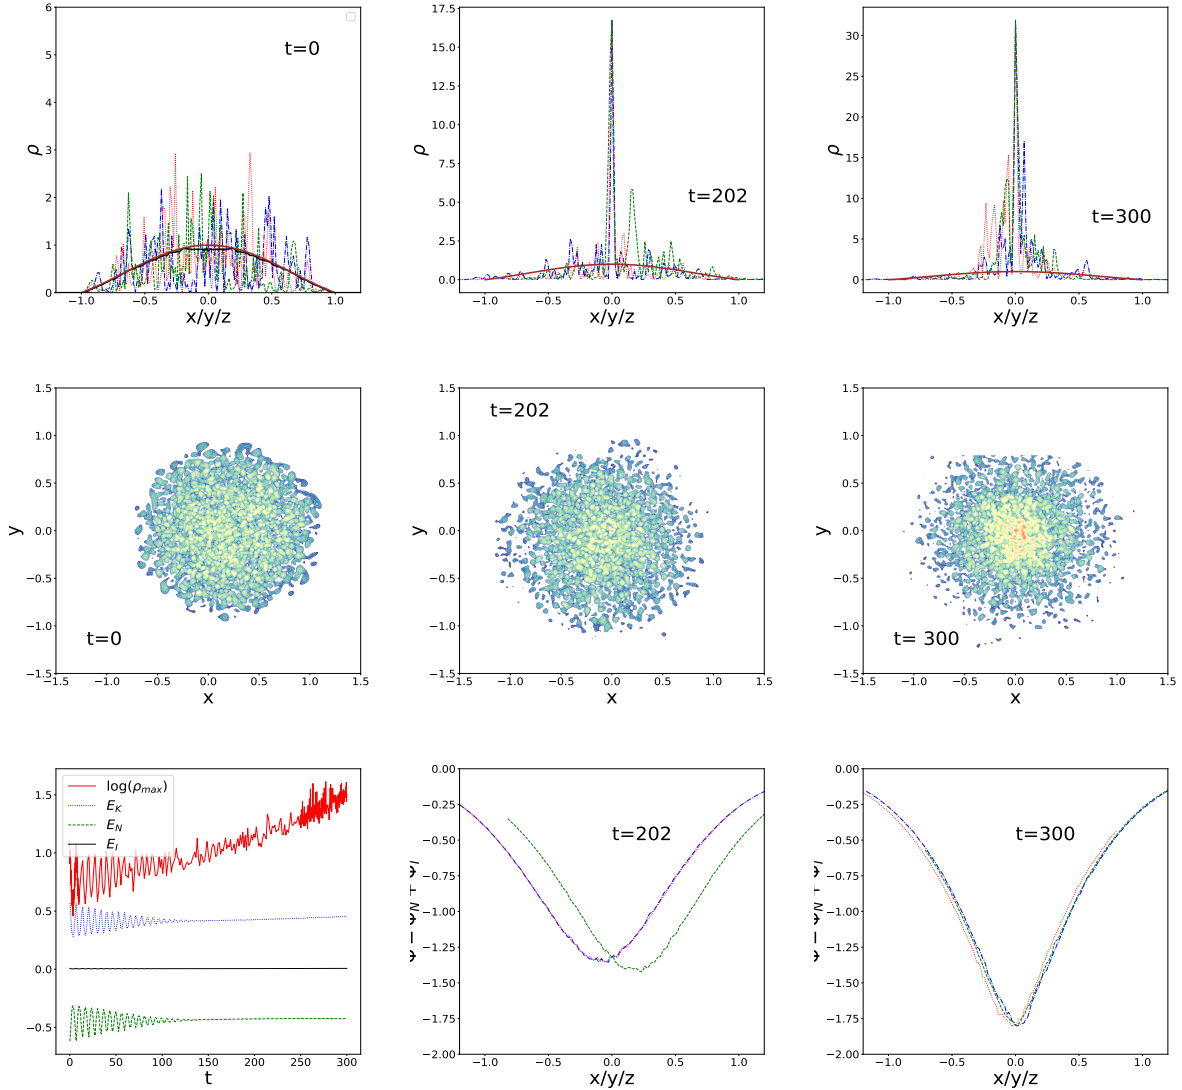 6
5
4
3
2
1
0
ρ
t=0
−1.0 −0.5 0.0 0.5 1.0
x/y/z
17.5
15.0
12.5
10.0
7.5
5.0
2.5
0.0
ρ
t=202
−1.0 −0.5 0.0 0.5 1.0
x/y/z
30
25
20
15
10
5
0
ρ
t=300
−1.0 −0.5 0.0 0.5 1.0
x/y/z
1.5
1.0
0.5
0.0
−0.5
−1.0
−1.5
y
t=0
−1.5 −1.0 −0.5 0.0 0.5 1.0 1.5
x
1.5
1.0
0.5
0.0
−0.5
−1.0
−1.5
y
t=202
−1.5 −1.0 −0.5 0.0 0.5 1.0 1.5
x
1.5
1.0
0.5
0.0
−0.5
−1.0
−1.5
y
t= 300
−1.5 −1.0 −0.5 0.0 0.5 1.0 1.5
x
1.5
1.0
0.5
0.0
−0.5
log(ρmax)
EK
EN
EI
0 50 100 150 200 250 300
t
0.00
−0.25
−0.50
−0.75
−1.00
−1.25
−1.50
−1.75
−2.00
t=202
−1.0 −0.5 0.0 0.5 1.0
x/y/z
0.00
−0.25
−0.50
−0.75
−1.00
−1.25
−1.50
−1.75
−2.00
t=300
−1.0 −0.5 0.0 0.5 1.0
x/y/z